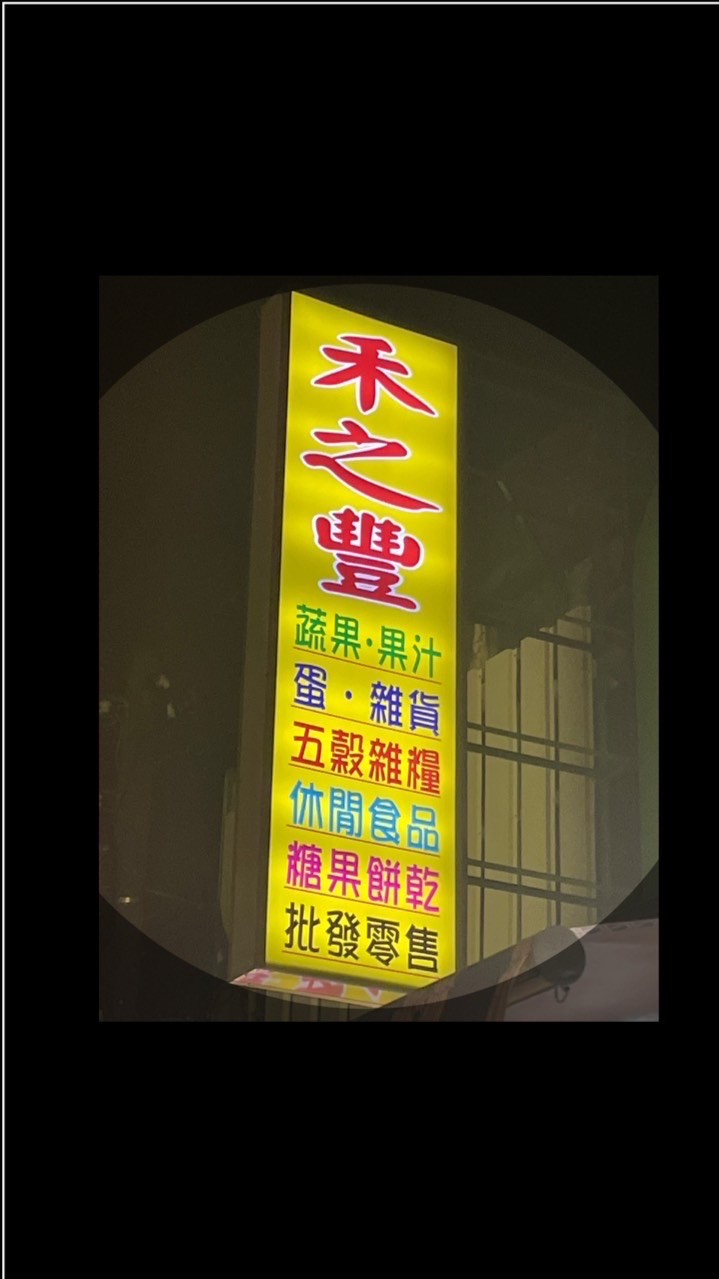 禾之豐
蔬果·果汁
蛋·雜貨
五穀雜糧
休閒食品
糖果餅乾
批發零售